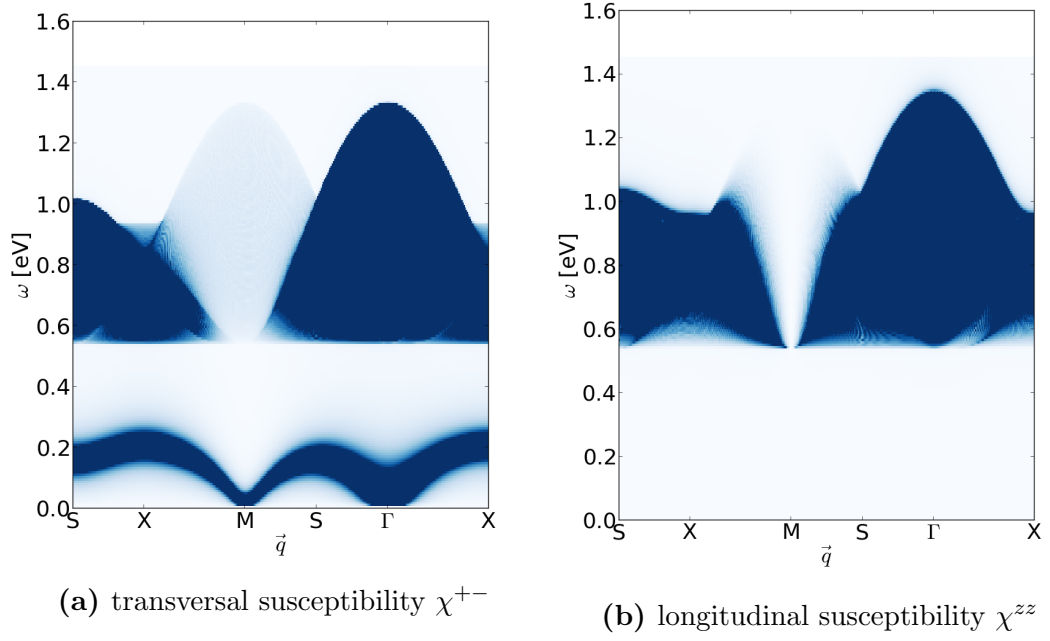 1.6
1.4
1.2
1.0
0.8
0.6
0.4
0.2
0.0
ω [eV]
S X M S Γ X
q⃗
(a) transversal susceptibility χ⁺⁻
1.6
1.4
1.2
1.0
0.8
0.6
0.4
0.2
0.0
ω [eV]
S X M S Γ X
q⃗
(b) longitudinal susceptibility χᶻᶻ